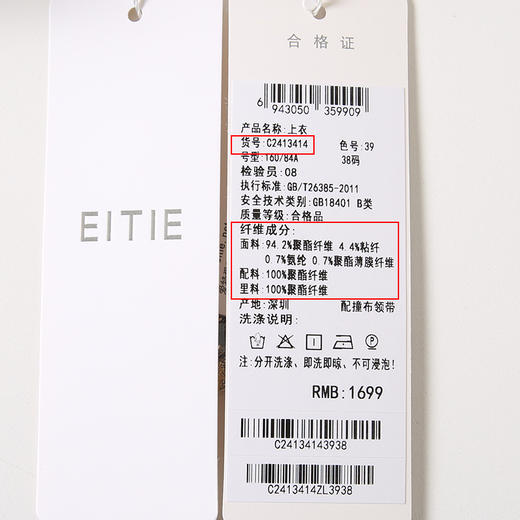 EITIE
合格证
6 943050 359909
产品名称:上衣
货号:C2413414 色号:39
号型:160/84A 38码
检验员:08
执行标准:GB/T26385-2011
安全技术类别:GB18401 B类
质量等级:合格品
纤维成分:
面料:94.2%聚酯纤维 4.4%粘纤
0.7%氨纶 0.7%聚酯薄膜纤维
配料:100%聚酯纤维
里料:100%聚酯纤维
产地:深圳 配撞布领带
洗涤说明:
注:分开洗涤、即洗即晾、不可浸泡!
RMB:1699
C24134143938
C2413414ZL3938